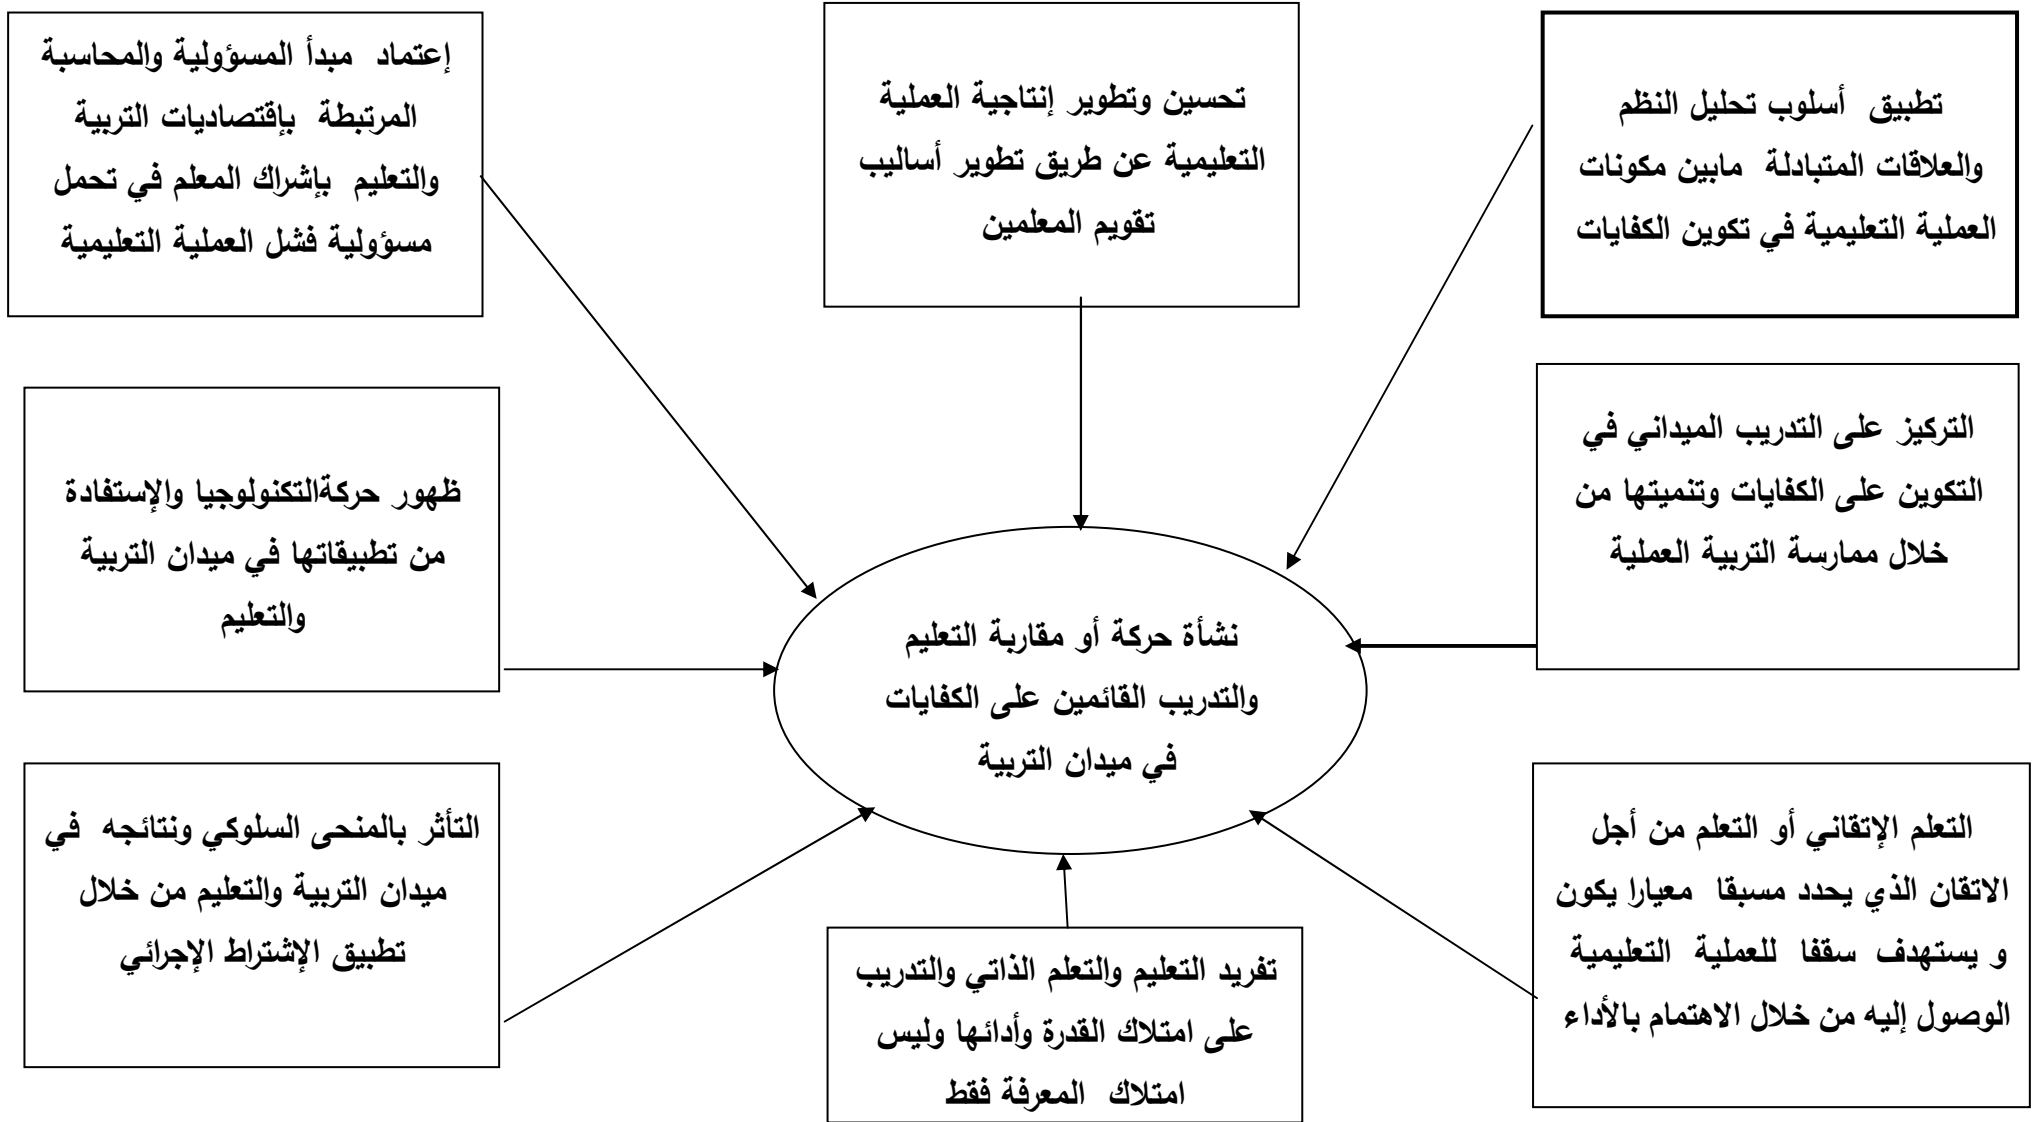 تطبيق أسلوب تحليل النظم
والعلاقات المتبادلة مابين مكونات
العملية التعليمية في تكوين الكفايات
تحسين وتطوير إنتاجية العملية
التعليمية عن طريق تطوير أساليب
تقويم المعلمين
إعتماد مبدأ المسؤولية والمحاسبة
المرتبطة بإقتصاديات التربية
والتعليم بإشراك المعلم في تحمل
مسؤولية فشل العملية التعليمية
التركيز على التدريب الميداني في
التكوين على الكفايات وتنميتها من
خلال ممارسة التربية العملية
ظهور حركةالتكنولوجيا والإستفادة
من تطبيقاتها في ميدان التربية
والتعليم
نشأة حركة أو مقاربة التعليم
والتدريب القائمين على الكفايات
في ميدان التربية
التعلم الإتقاني أو التعلم من أجل
الاتقان الذي يحدد مسبقا معيارا يكون
و يستهدف سقفا للعملية التعليمية
الوصول إليه من خلال الاهتمام بالأداء
تفريد التعليم والتعلم الذاتي والتدريب
على امتلاك القدرة وأدائها وليس
امتلاك المعرفة فقط
التأثر بالمنحى السلوكي ونتائجه في
ميدان التربية والتعليم من خلال
تطبيق الإشتراط الإجرائي